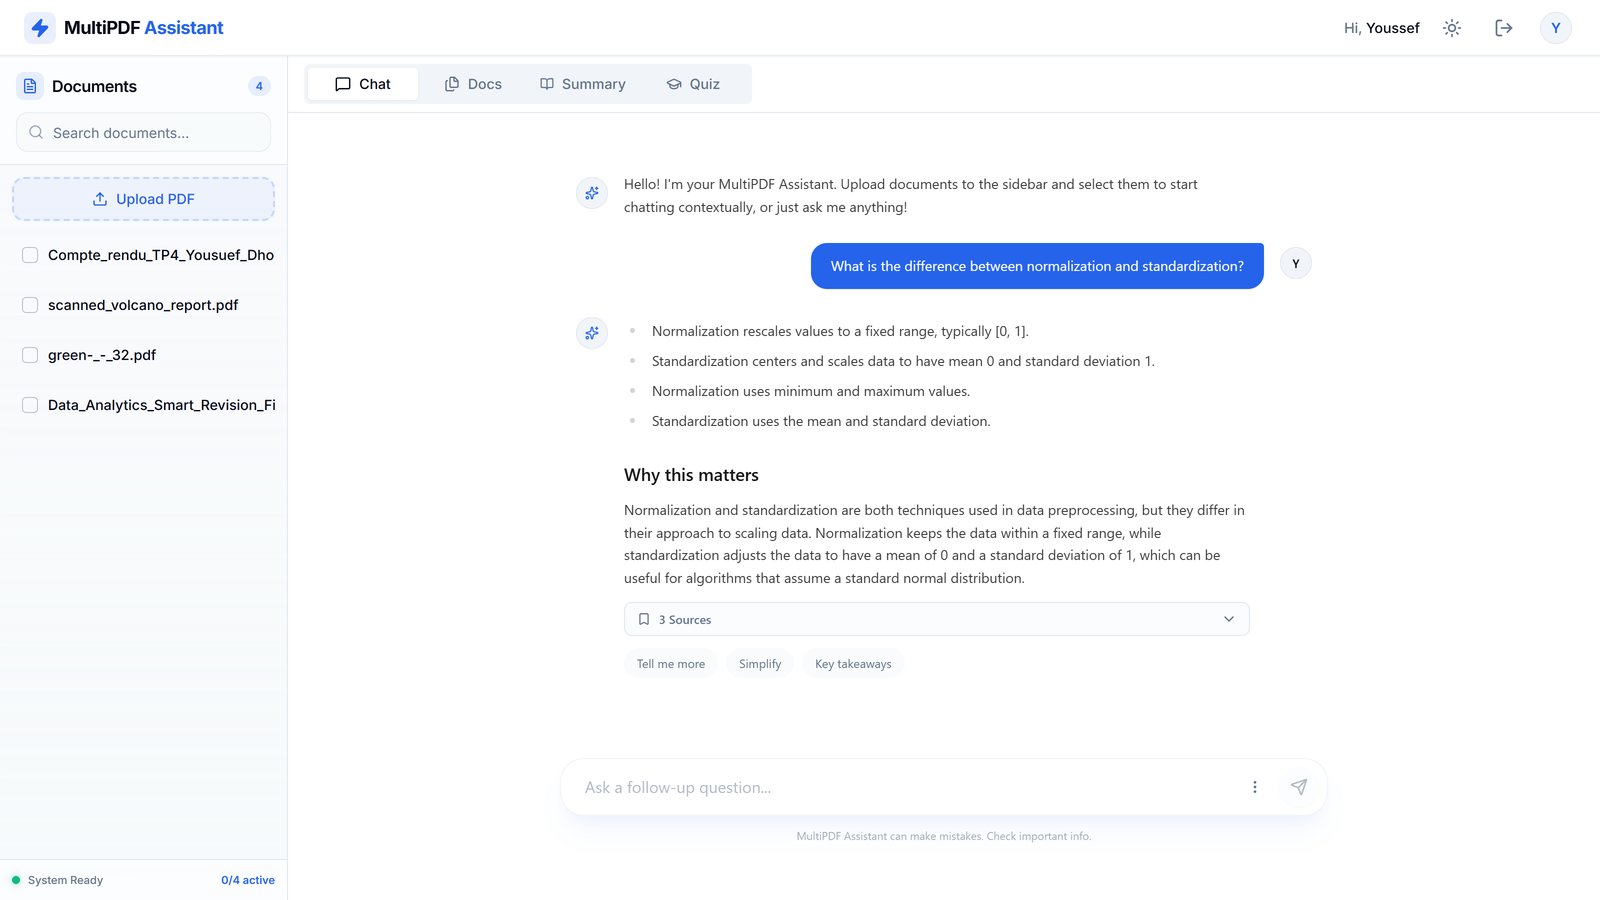 MultiPDF Assistant
Hi, Youssef
Y
Documents
4
Search documents...
Upload PDF
Compte_rendu_TP4_Yousuef_Dho
scanned_volcano_report.pdf
green-_-_32.pdf
Data_Analytics_Smart_Revision_Fi
System Ready
0/4 active
Chat
Docs
Summary
Quiz
Hello! I'm your MultiPDF Assistant. Upload documents to the sidebar and select them to start
chatting contextually, or just ask me anything!
What is the difference between normalization and standardization?
Y
Normalization rescales values to a fixed range, typically [0, 1].
Standardization centers and scales data to have mean 0 and standard deviation 1.
Normalization uses minimum and maximum values.
Standardization uses the mean and standard deviation.
Why this matters
Normalization and standardization are both techniques used in data preprocessing, but they differ in
their approach to scaling data. Normalization keeps the data within a fixed range, while
standardization adjusts the data to have a mean of 0 and a standard deviation of 1, which can be
useful for algorithms that assume a standard normal distribution.
3 Sources
Tell me more
Simplify
Key takeaways
Ask a follow-up question...
MultiPDF Assistant can make mistakes. Check important info.